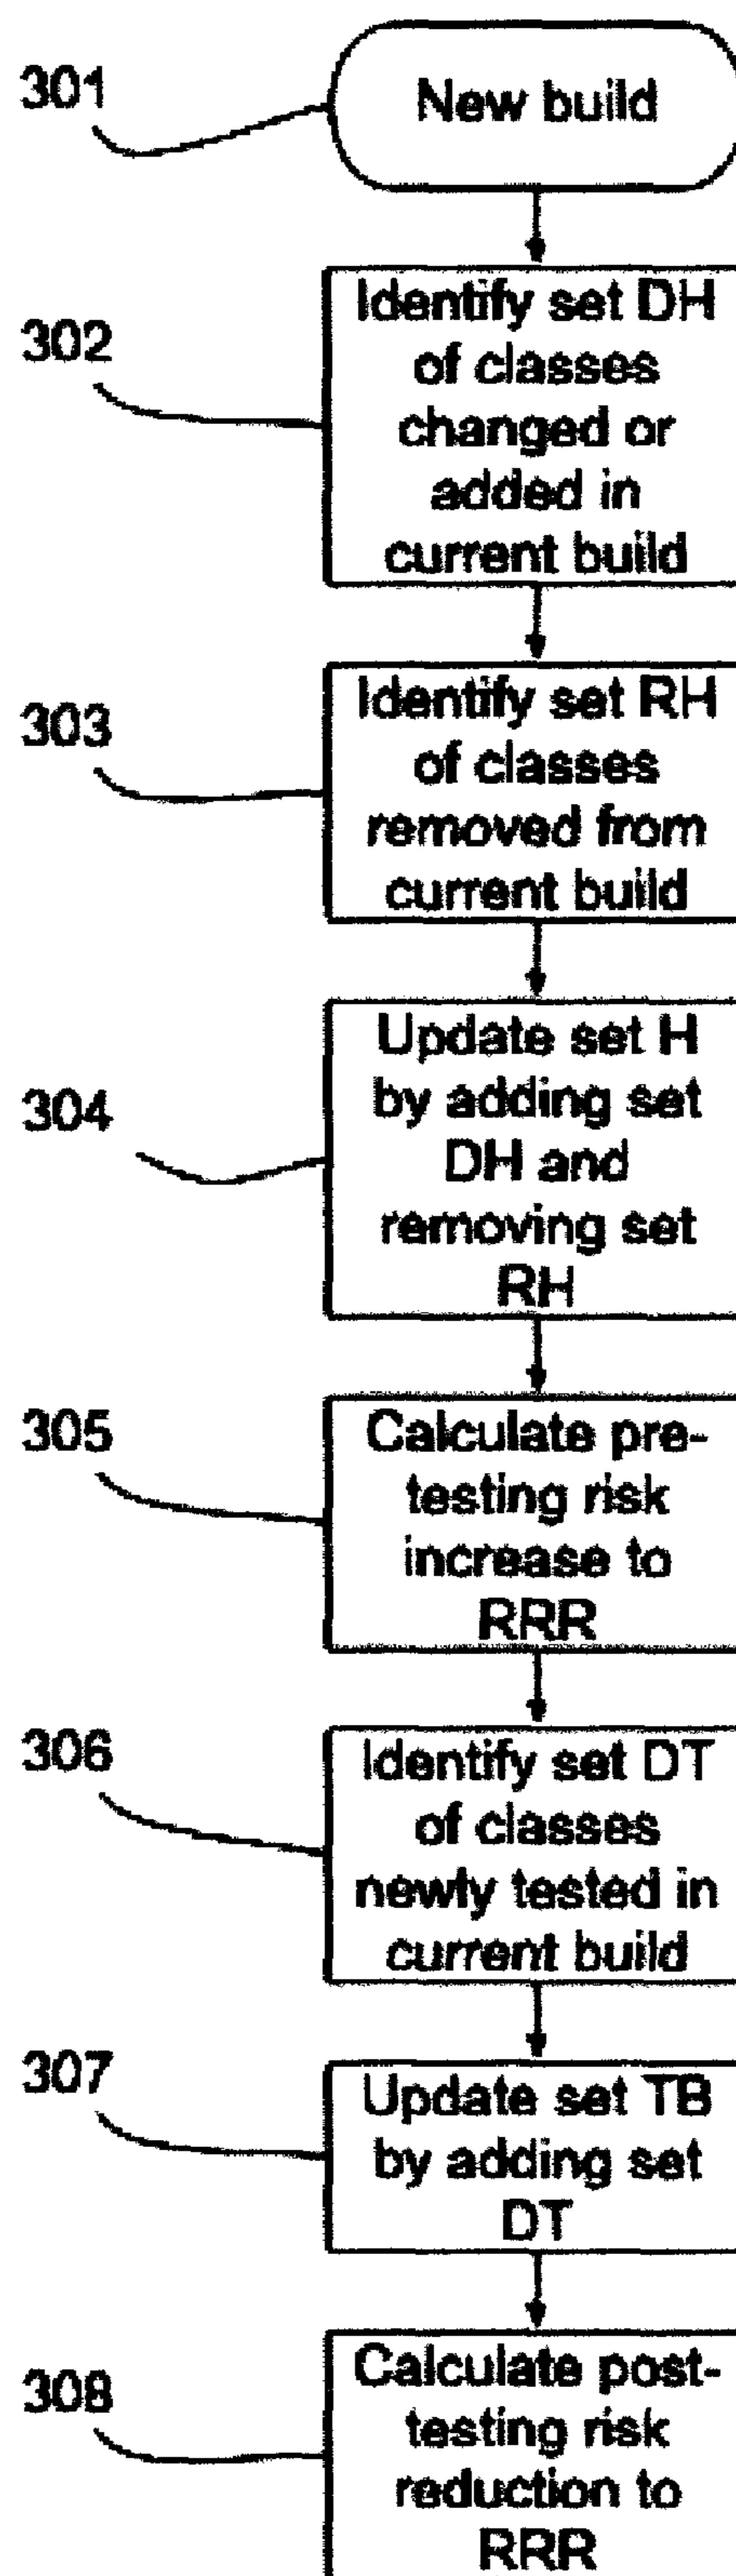 301
New build
302
Identify set DH
of classes
changed or
added in
current build
303
Identify set RH
of classes
removed from
current build
304
Update set H
by adding set
DH and
removing set
RH
305
Calculate pre-
testing risk
increase to
RRR
306
Identify set DT
of classes
newly tested in
current build
307
Update set TB
by adding set
DT
308
Calculate post-
testing risk
reduction to
RRR